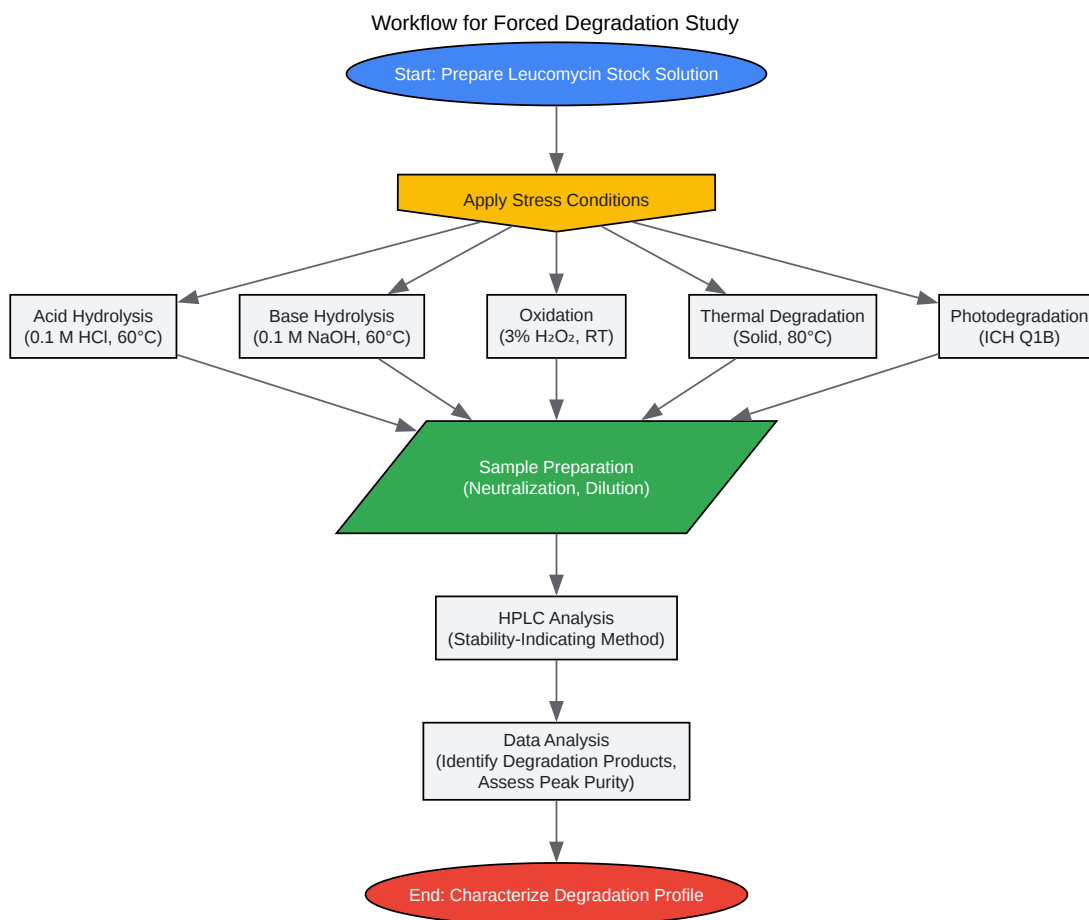 Workflow for Forced Degradation Study
Start: Prepare Leucomycin Stock Solution
Apply Stress Conditions
Acid Hydrolysis
(0.1 M HCl, 60°C)
Base Hydrolysis
(0.1 M NaOH, 60°C)
Oxidation
(3% H₂O₂, RT)
Thermal Degradation
(Solid, 80°C)
Photodegradation
(ICH Q1B)
Sample Preparation
(Neutralization, Dilution)
HPLC Analysis
(Stability-Indicating Method)
Data Analysis
(Identify Degradation Products,
Assess Peak Purity)
End: Characterize Degradation Profile